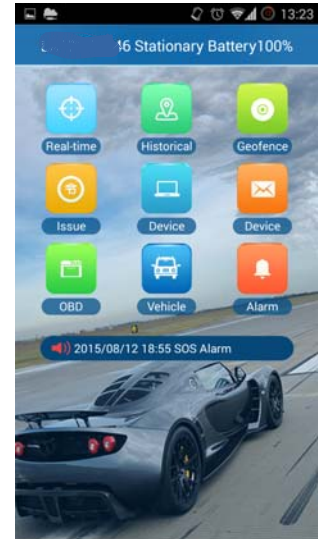 13:23
46 Stationary Battery100%
Real-time Historical Geofence
Issue Device Device
OBD Vehicle Alarm
2015/08/12 18:55 SOS Alarm